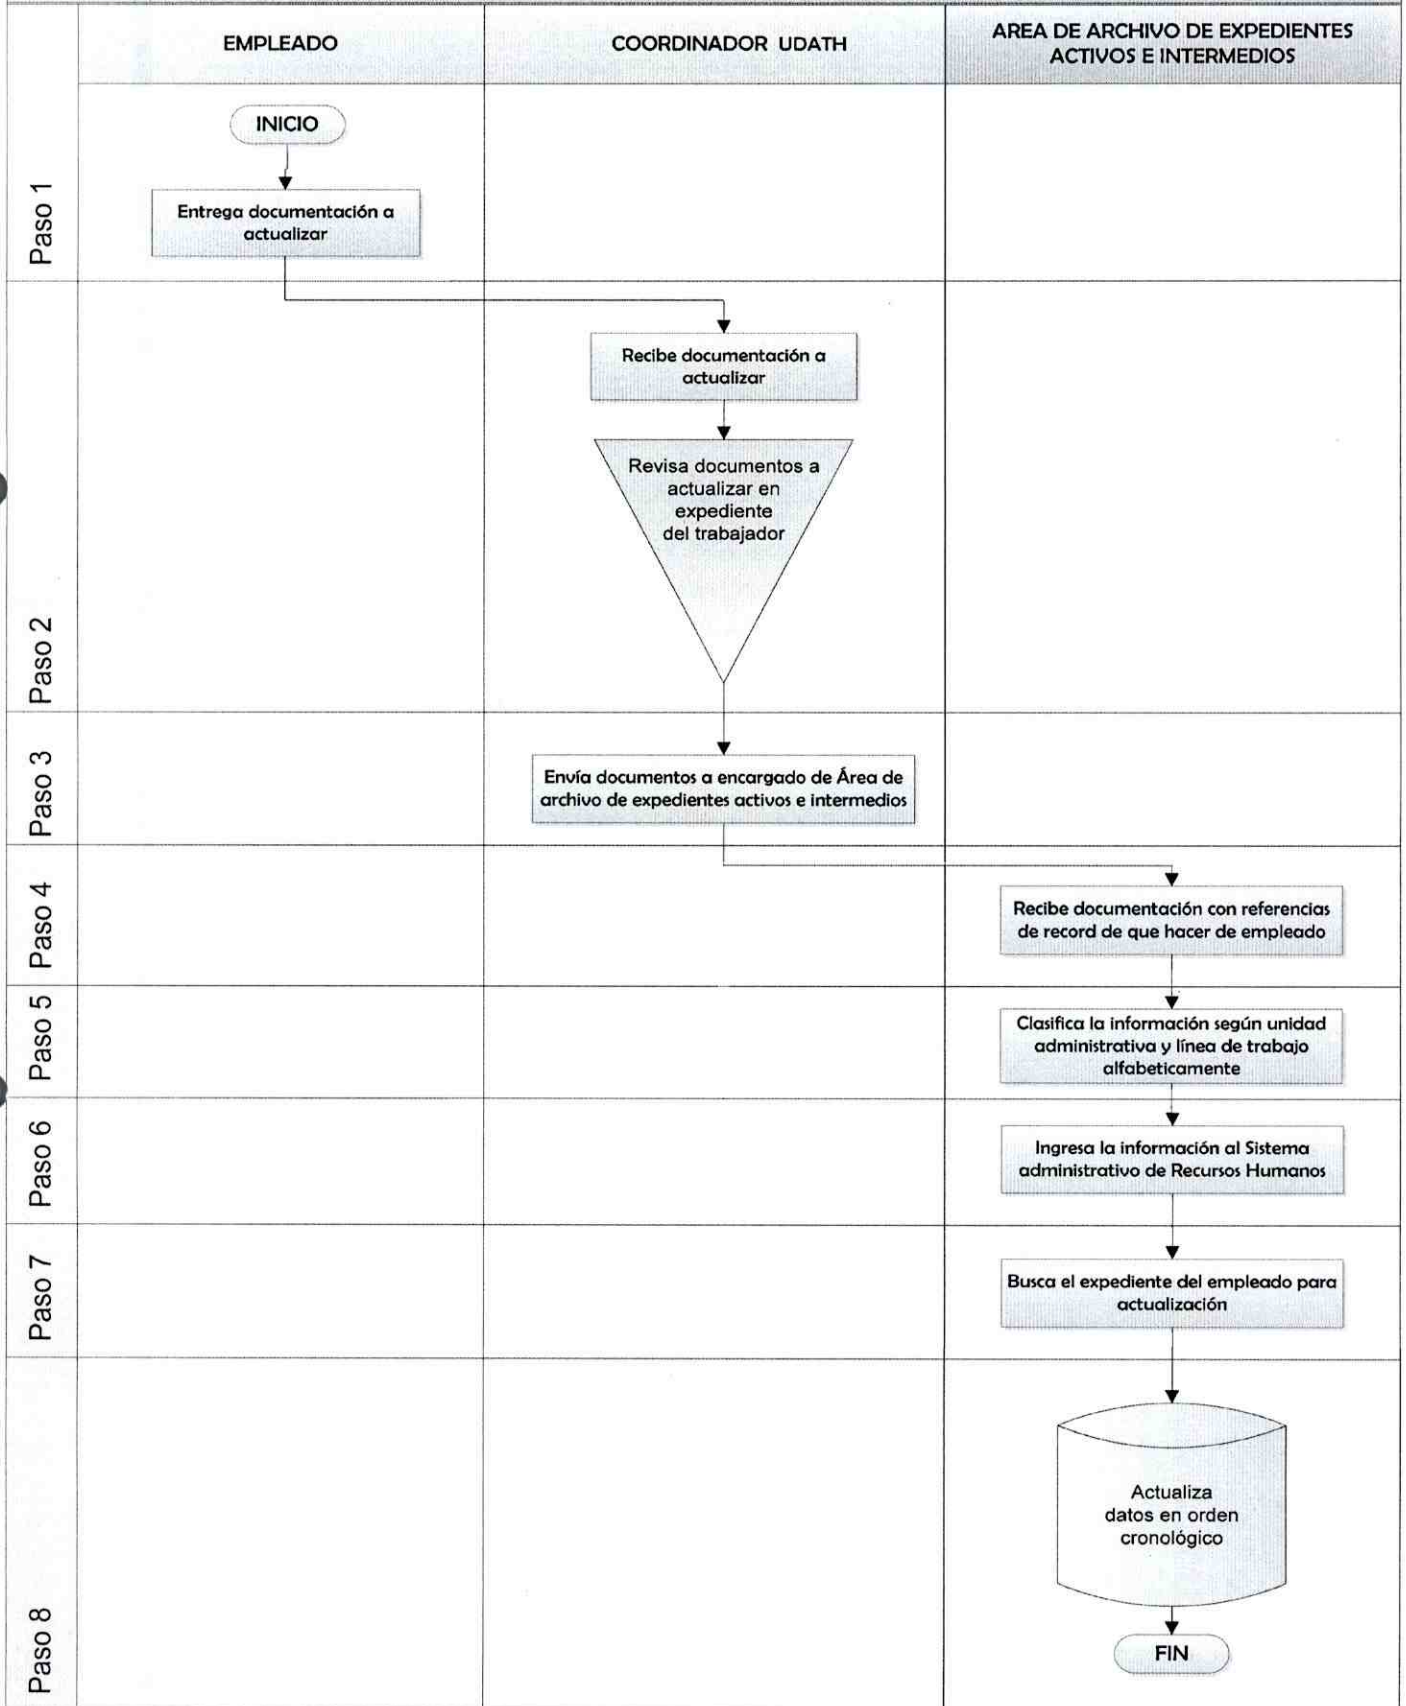 EMPLEADO
COORDINADOR UDATH
AREA DE ARCHIVO DE EXPEDIENTES
ACTIVOS E INTERMEDIOS
Paso 1
INICIO
Entrega documentación a
actualizar
Paso 2
Recibe documentación a
actualizar
Revisa documentos a
actualizar en
expediente
del trabajador
Paso 3
Envía documentos a encargado de Área de
archivo de expedientes activos e intermedios
Paso 4
Recibe documentación con referencias
de record de que hacer de empleado
Paso 5
Clasifica la información según unidad
administrativa y línea de trabajo
alfabeticamente
Paso 6
Ingresa la información al Sistema
administrativo de Recursos Humanos
Paso 7
Busca el expediente del empleado para
actualización
Paso 8
Actualiza
datos en orden
cronológico
FIN